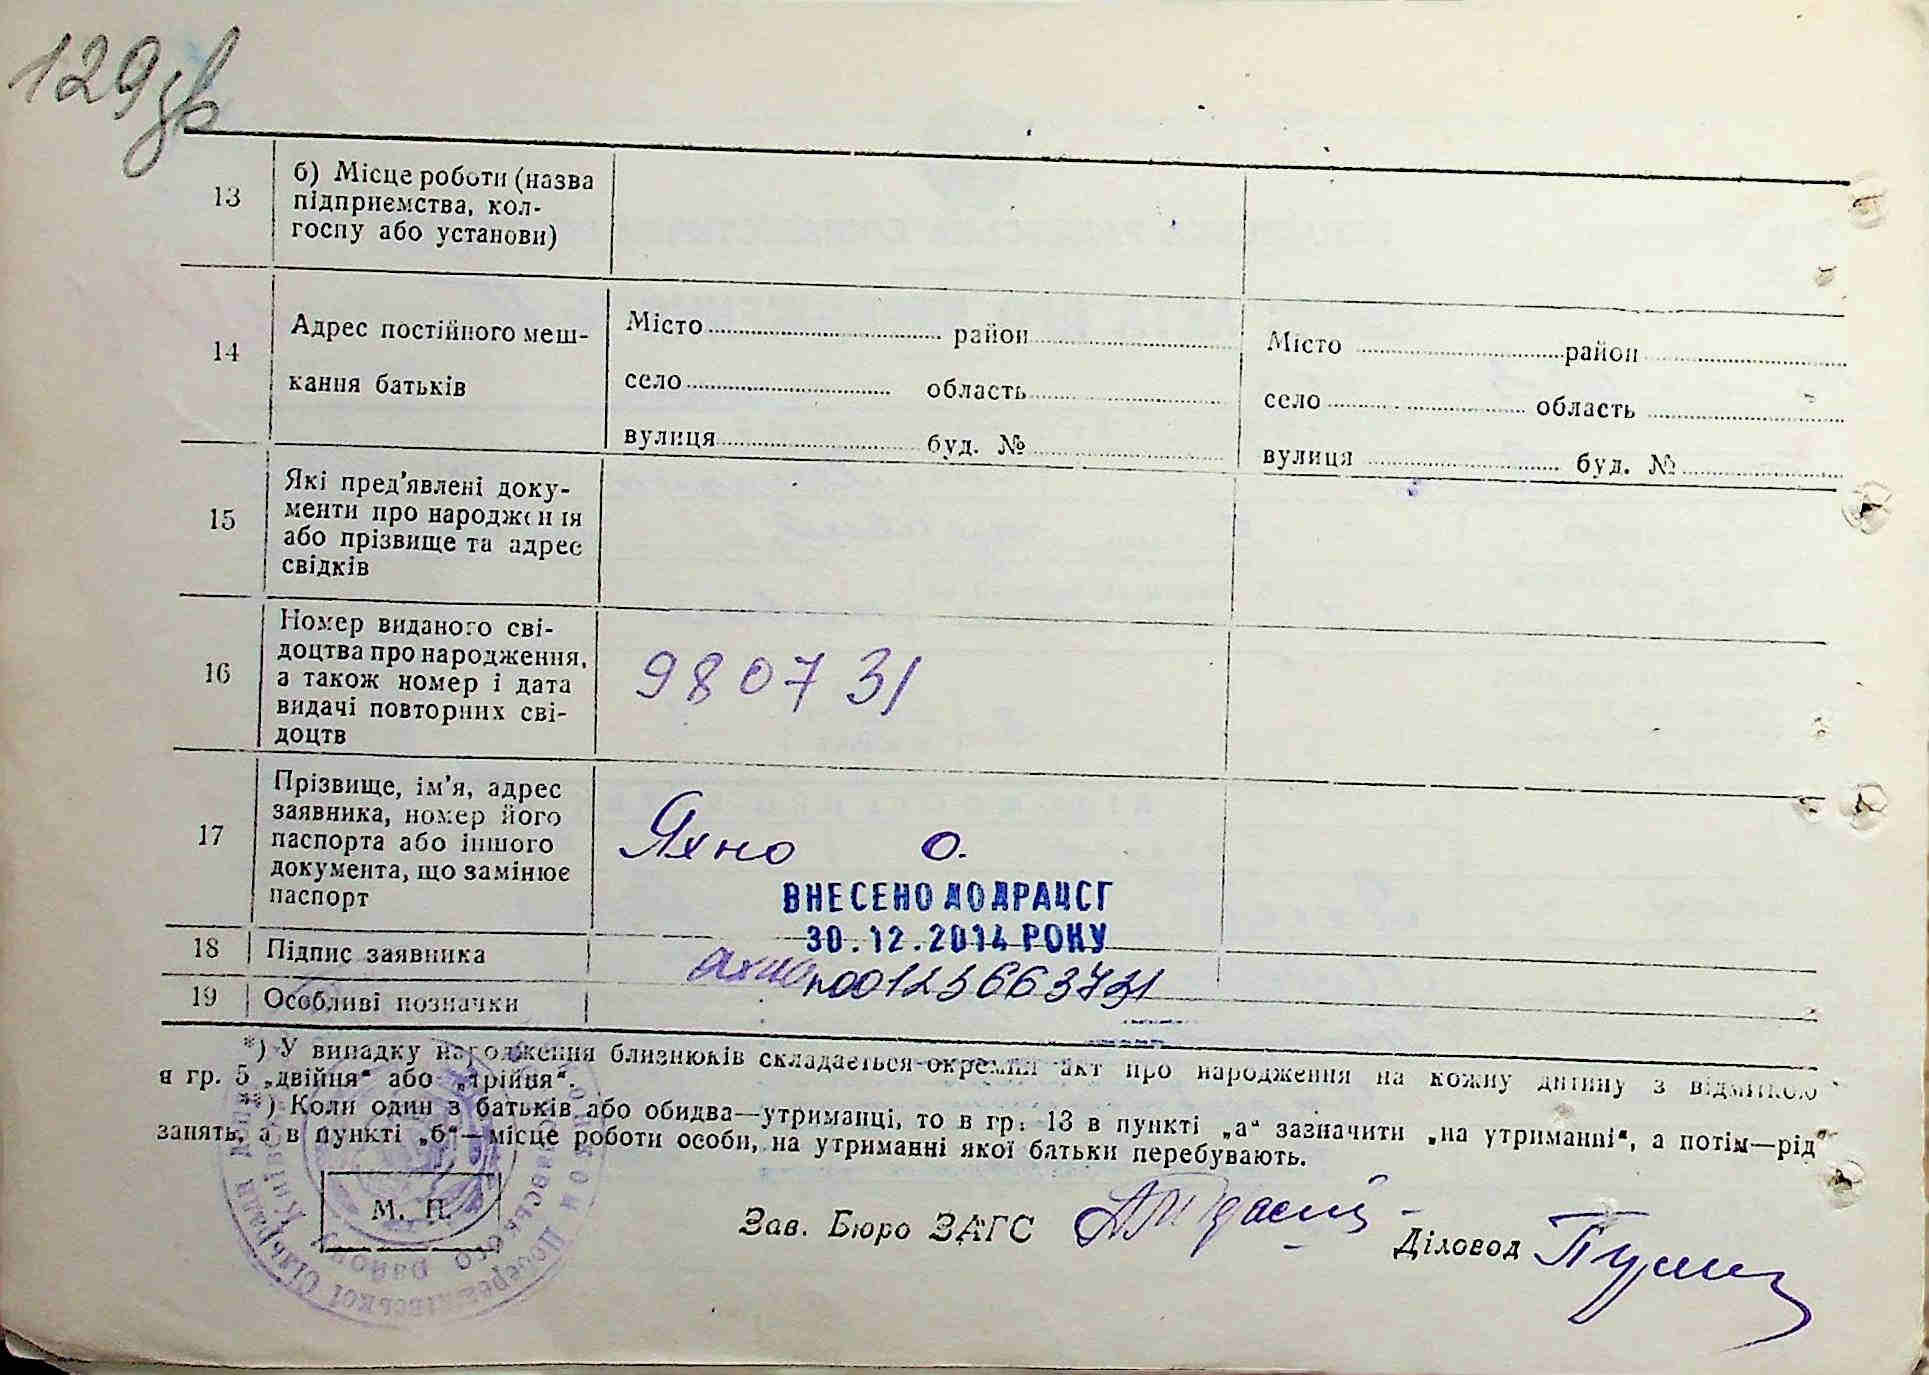 129зв
13
б) Місце роботи (назва
підприємства, кол-
госпу або установи)
14
Адрес постійного меш-
кання батьків
Місто район
село область
вулиця буд. №
Місто район
село область
вулиця буд. №
15
Які пред'явлені доку-
менти про народження
або прізвище та адрес
свідків
16
Номер виданого сві-
доцтва про народження,
а також номер і дата
видачі повторних сві-
доцтв
980731
17
Прізвище, ім'я, адрес
заявника, номер його
паспорта або іншого
документа, що замінює
паспорт
Яхно О.
ВНЕСЕНО ДО ДРАЦСГ
30.12.2014 РОКУ
18
Підпис заявника
19
Особливі позначки
*) У випадку народження близнюків складається окремий акт про народження на кожну дитину з відміткою
в гр. 5 „двійня" або „трійня".
**) Коли один з батьків або обидва—утриманці, то в гр. 13 в пункті „а" зазначити „на утриманні", а потім—рід
занять, а в пункті „б"—місце роботи особи, на утриманні якої батьки перебувають.
М. П.
Зав. Бюро ЗАГС
Діловод